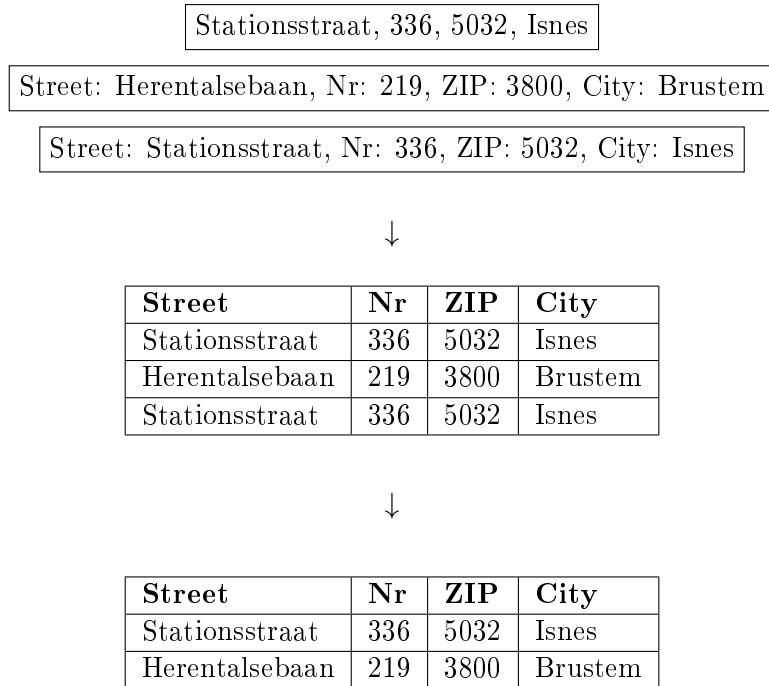 Stationsstraat, 336, 5032, Isnes
Street: Herentalsebaan, Nr: 219, ZIP: 3800, City: Brustem
Street: Stationsstraat, Nr: 336, ZIP: 5032, City: Isnes
↓
Street Nr ZIP City
Stationsstraat 336 5032 Isnes
Herentalsebaan 219 3800 Brustem
Stationsstraat 336 5032 Isnes
↓
Street Nr ZIP City
Stationsstraat 336 5032 Isnes
Herentalsebaan 219 3800 Brustem